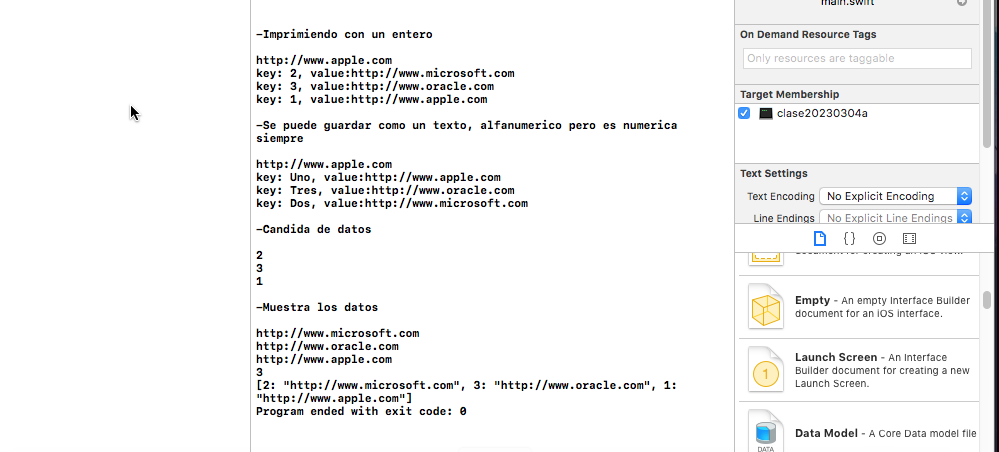 -Imprimiendo con un entero
http://www.apple.com
key: 2, value:http://www.microsoft.com
key: 3, value:http://www.oracle.com
key: 1, value:http://www.apple.com
-Se puede guardar como un texto, alfanumerico pero es numerica
siempre
http://www.apple.com
key: Uno, value:http://www.apple.com
key: Tres, value:http://www.oracle.com
key: Dos, value:http://www.microsoft.com
-Candida de datos
2
3
1
-Muestra los datos
http://www.microsoft.com
http://www.oracle.com
http://www.apple.com
3
[2: "http://www.microsoft.com", 3: "http://www.oracle.com", 1:
"http://www.apple.com"]
Program ended with exit code: 0
main.swift
On Demand Resource Tags
Only resources are taggable
Target Membership
clase20230304a
Text Settings
Text Encoding No Explicit Encoding
Line Endings No Explicit Line Endings
{}
Empty - An empty Interface Builder
document for an iOS interface.
Launch Screen - An Interface
Builder document for creating a new
Launch Screen.
1
Data Model - A Core Data model file
DATA